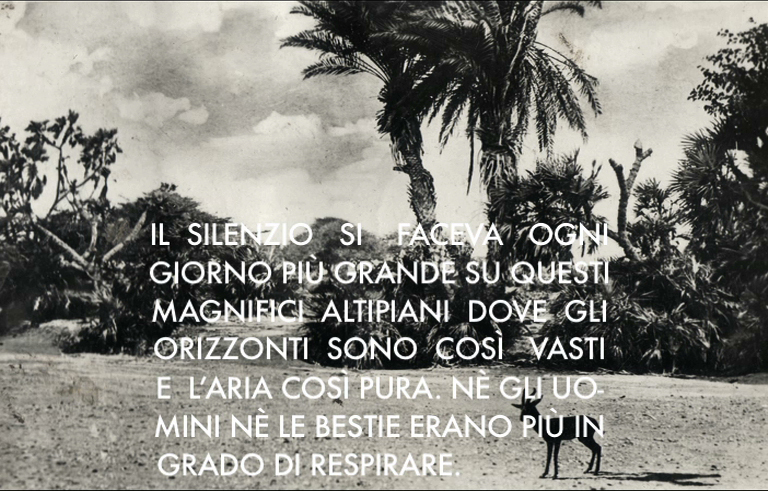 IL SILENZIO SI FACEVA OGNI
GIORNO PIÙ GRANDE SU QUESTI
MAGNIFICI ALTIPIANI DOVE GLI
ORIZZONTI SONO COSÌ VASTI
E L'ARIA COSÌ PURA. NÈ GLI UO-
MINI NÈ LE BESTIE ERANO PIÙ IN
GRADO DI RESPIRARE.